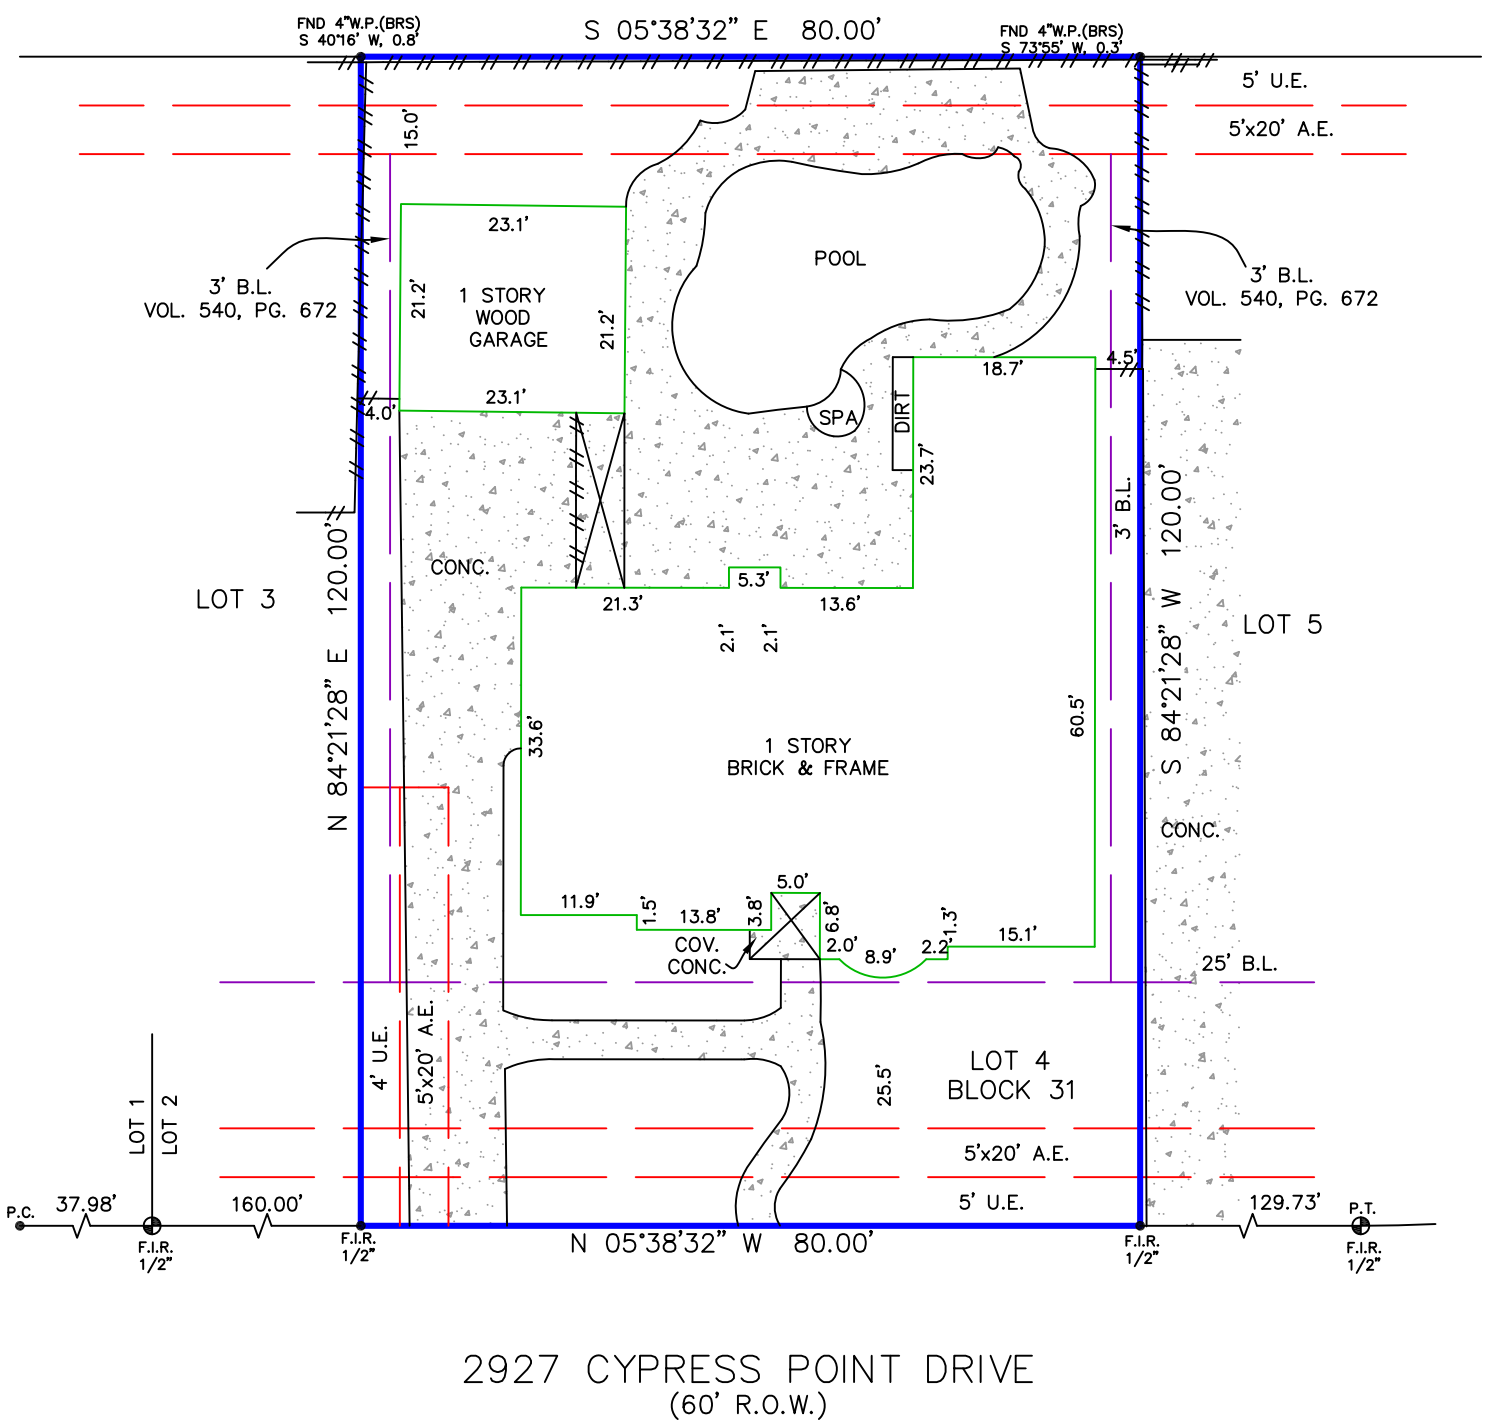 FND 4"W.P.(BRS)
S 40°16' W, 0.8'
S 05°38'32" E 80.00'
FND 4"W.P.(BRS)
S 73°55' W, 0.3'
5' U.E.
5'x20' A.E.
15.0'
23.1'
21.2'
1 STORY
WOOD
GARAGE
21.2'
23.1'
3' B.L.
VOL. 540, PG. 672
POOL
3' B.L.
VOL. 540, PG. 672
4.0'
SPA
DIRT
18.7'
4.5'
23.7'
3' B.L.
CONC.
LOT 3
N 84°21'28" E 120.00'
S 84°21'28" W 120.00'
LOT 5
5.3'
21.3'
13.6'
2.1'
2.1'
33.6'
1 STORY
BRICK & FRAME
60.5'
CONC.
5.0'
11.9'
1.5'
13.8'
3.8'
6.8'
COV.
CONC.
2.0'
8.9'
2.2'
1.3'
15.1'
25' B.L.
4' U.E.
5'x20' A.E.
25.5'
LOT 4
BLOCK 31
LOT 1
LOT 2
5'x20' A.E.
5' U.E.
P.C.
37.98'
160.00'
129.73'
P.T.
F.I.R.
1/2"
F.I.R.
1/2"
N 05°38'32" W 80.00'
F.I.R.
1/2"
F.I.R.
1/2"
2927 CYPRESS POINT DRIVE
(60' R.O.W.)